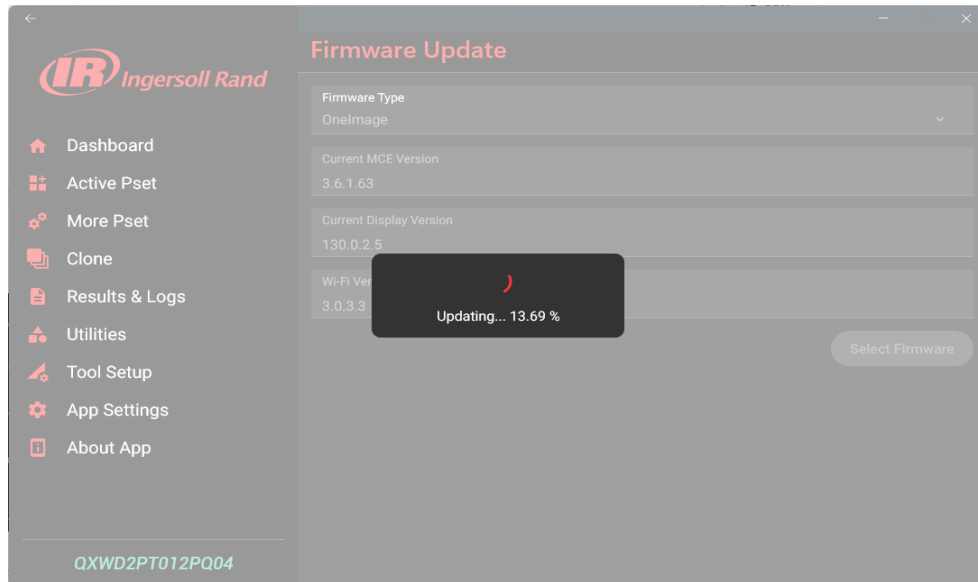 Firmware Update
IR Ingersoll Rand
Firmware Type
OneImage
Dashboard
Current MCE Version
Active Pset
3.6.1.63
More Pset
Current Display Version
130.0.2.5
Clone
Wi-Fi Ver
Results & Logs
3.0.3.3
Updating... 13.69 %
Utilities
Select Firmware
Tool Setup
App Settings
About App
QXWD2PT012PQ04